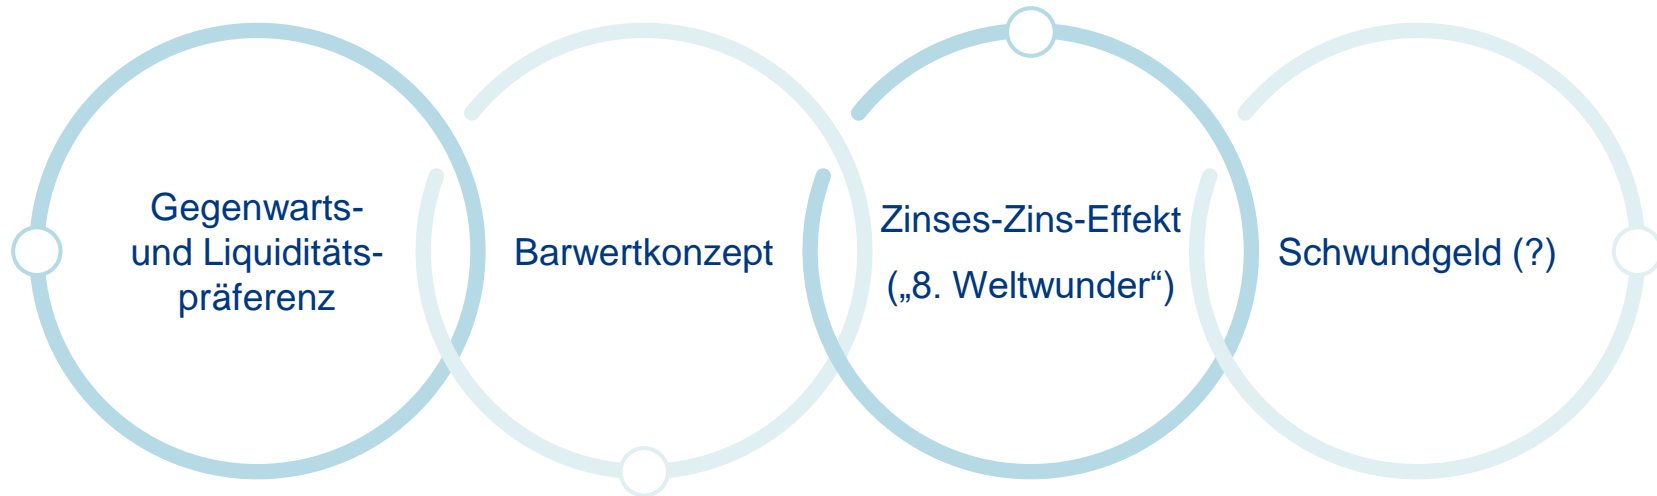 Gegenwarts-
und Liquiditäts-
präferenz
Barwertkonzept
Zinses-Zins-Effekt
(„8. Weltwunder“)
Schwundgeld (?)